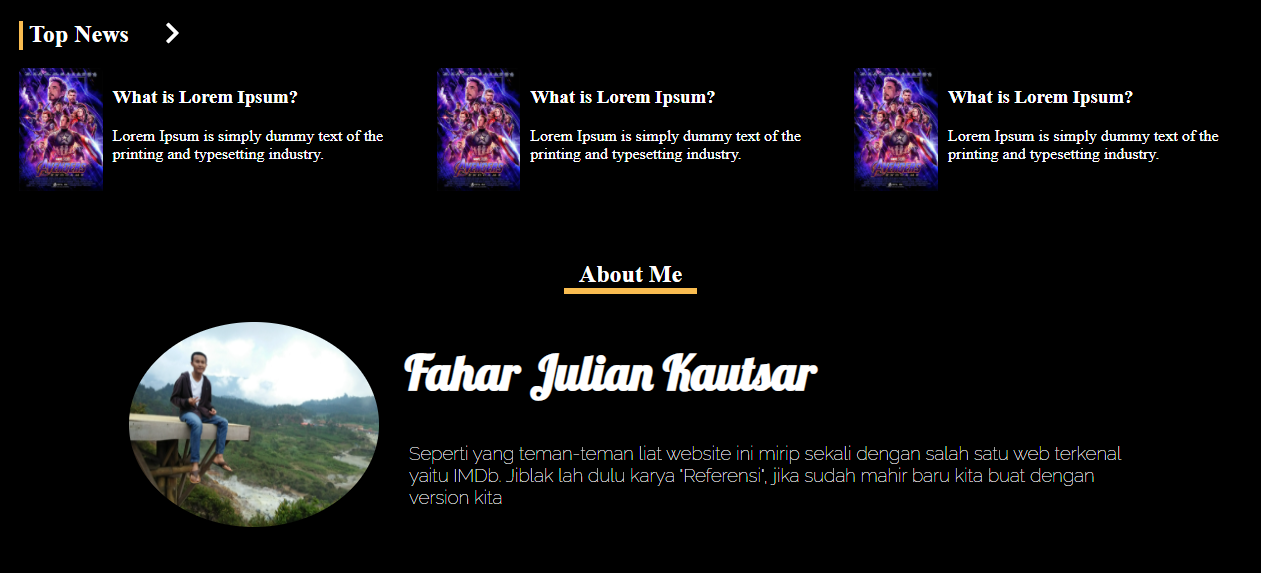 Top News
What is Lorem Ipsum?
Lorem Ipsum is simply dummy text of the
printing and typesetting industry.
What is Lorem Ipsum?
Lorem Ipsum is simply dummy text of the
printing and typesetting industry.
What is Lorem Ipsum?
Lorem Ipsum is simply dummy text of the
printing and typesetting industry.
About Me
Fahar Julian Kautsar
Seperti yang teman-teman liat website ini mirip sekali dengan salah satu web terkenal
yaitu IMDb. Jiblak lah dulu karya "Referensi", jika sudah mahir baru kita buat dengan
version kita